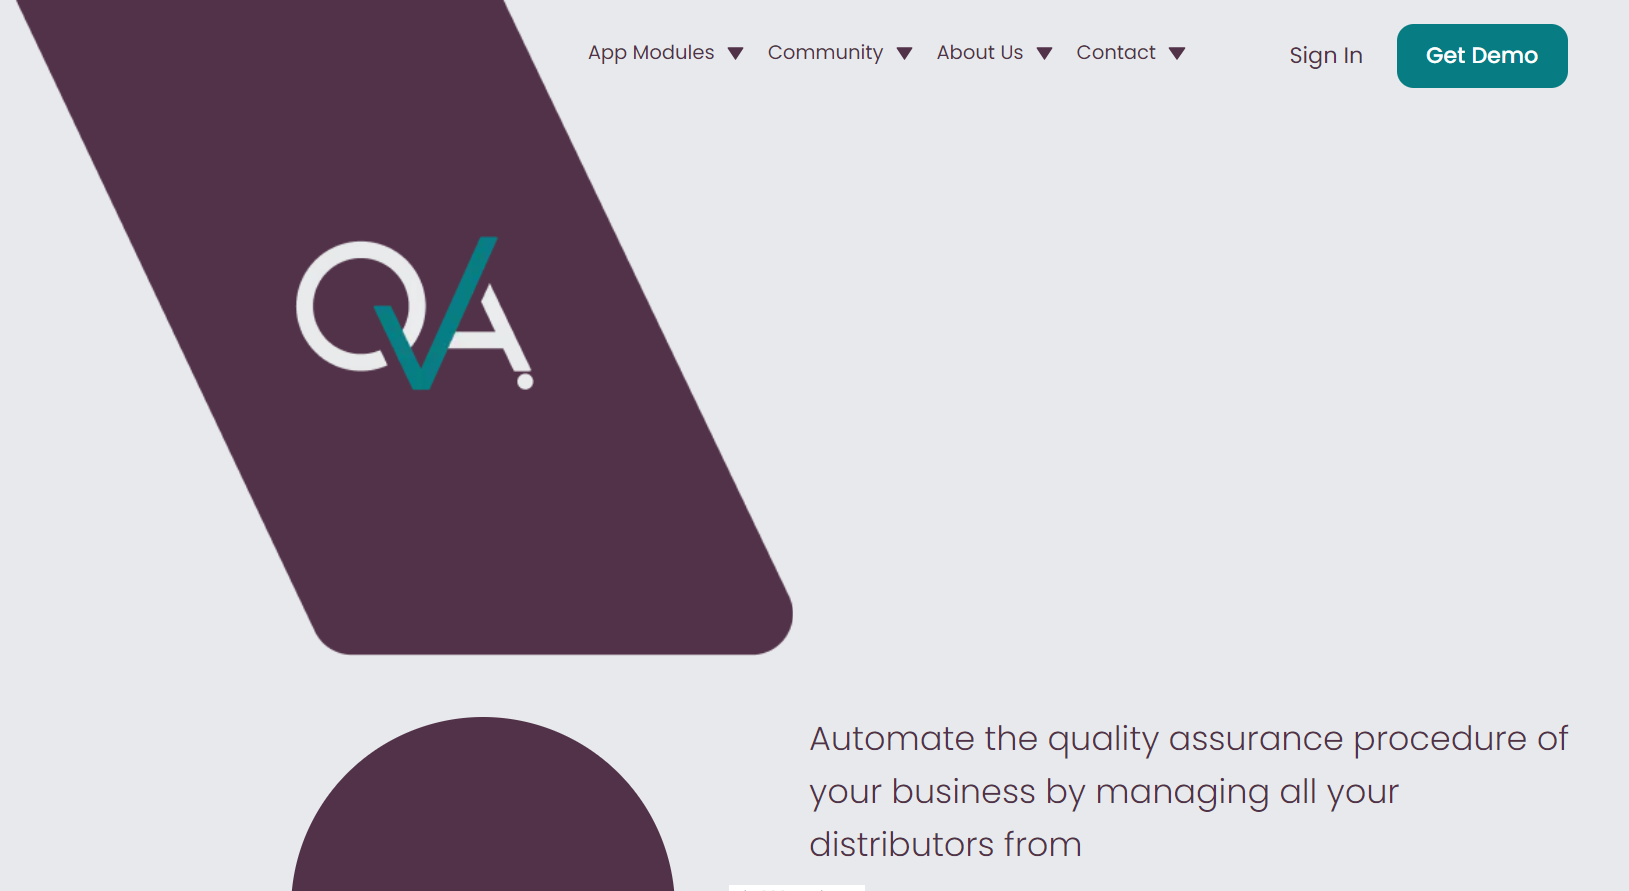 App Modules ▼ Community ▼ About Us ▼ Contact ▼ Sign In Get Demo
QA.
Automate the quality assurance procedure of
your business by managing all your
distributors from